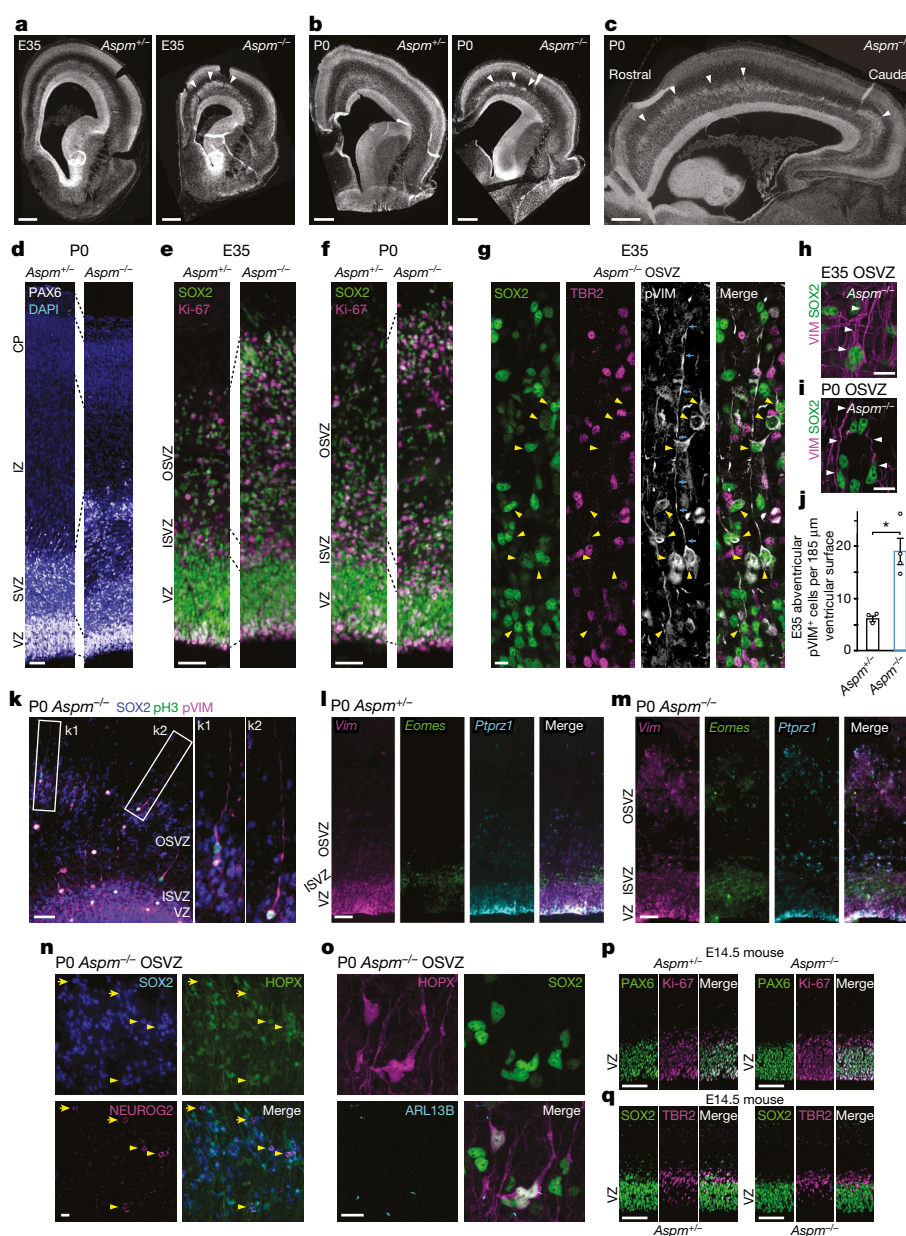 a
E35
Aspm+/–
E35
Aspm–/–
b
P0
Aspm+/–
P0
Aspm–/–
c
P0
Rostral
Caudal
d
P0
Aspm+/–
Aspm–/–
PAX6
DAPI
CP
IZ
SVZ
VZ
e
E35
Aspm+/–
Aspm–/–
SOX2
Ki-67
OSVZ
ISVZ
VZ
f
P0
Aspm+/–
Aspm–/–
SOX2
Ki-67
OSVZ
ISVZ
VZ
g
E35
Aspm–/– OSVZ
SOX2
TBR2
pVIM
Merge
h
E35 OSVZ
Aspm–/–
VIM SOX2
i
P0 OSVZ
Aspm–/–
VIM SOX2
j
E35 abventricular
pVIM+ cells per 185 μm
ventricular surface
20
10
0
*
Aspm+/–
Aspm–/–
k
P0 Aspm–/–
SOX2 pH3 pVIM
k1
k2
OSVZ
ISVZ
VZ
k1
k2
l
P0 Aspm+/–
Vim
Eomes
Ptprz1
Merge
OSVZ
ISVZ
VZ
m
P0 Aspm–/–
Vim
Eomes
Ptprz1
Merge
OSVZ
ISVZ
VZ
n
P0 Aspm–/– OSVZ
SOX2
HOPX
NEUROG2
Merge
o
P0 Aspm–/– OSVZ
HOPX
SOX2
ARL13B
Merge
p
E14.5 mouse
Aspm+/–
Aspm–/–
PAX6 Ki-67 Merge
PAX6 Ki-67 Merge
VZ
VZ
q
E14.5 mouse
SOX2 TBR2 Merge
SOX2 TBR2 Merge
VZ
VZ
Aspm+/–
Aspm–/–